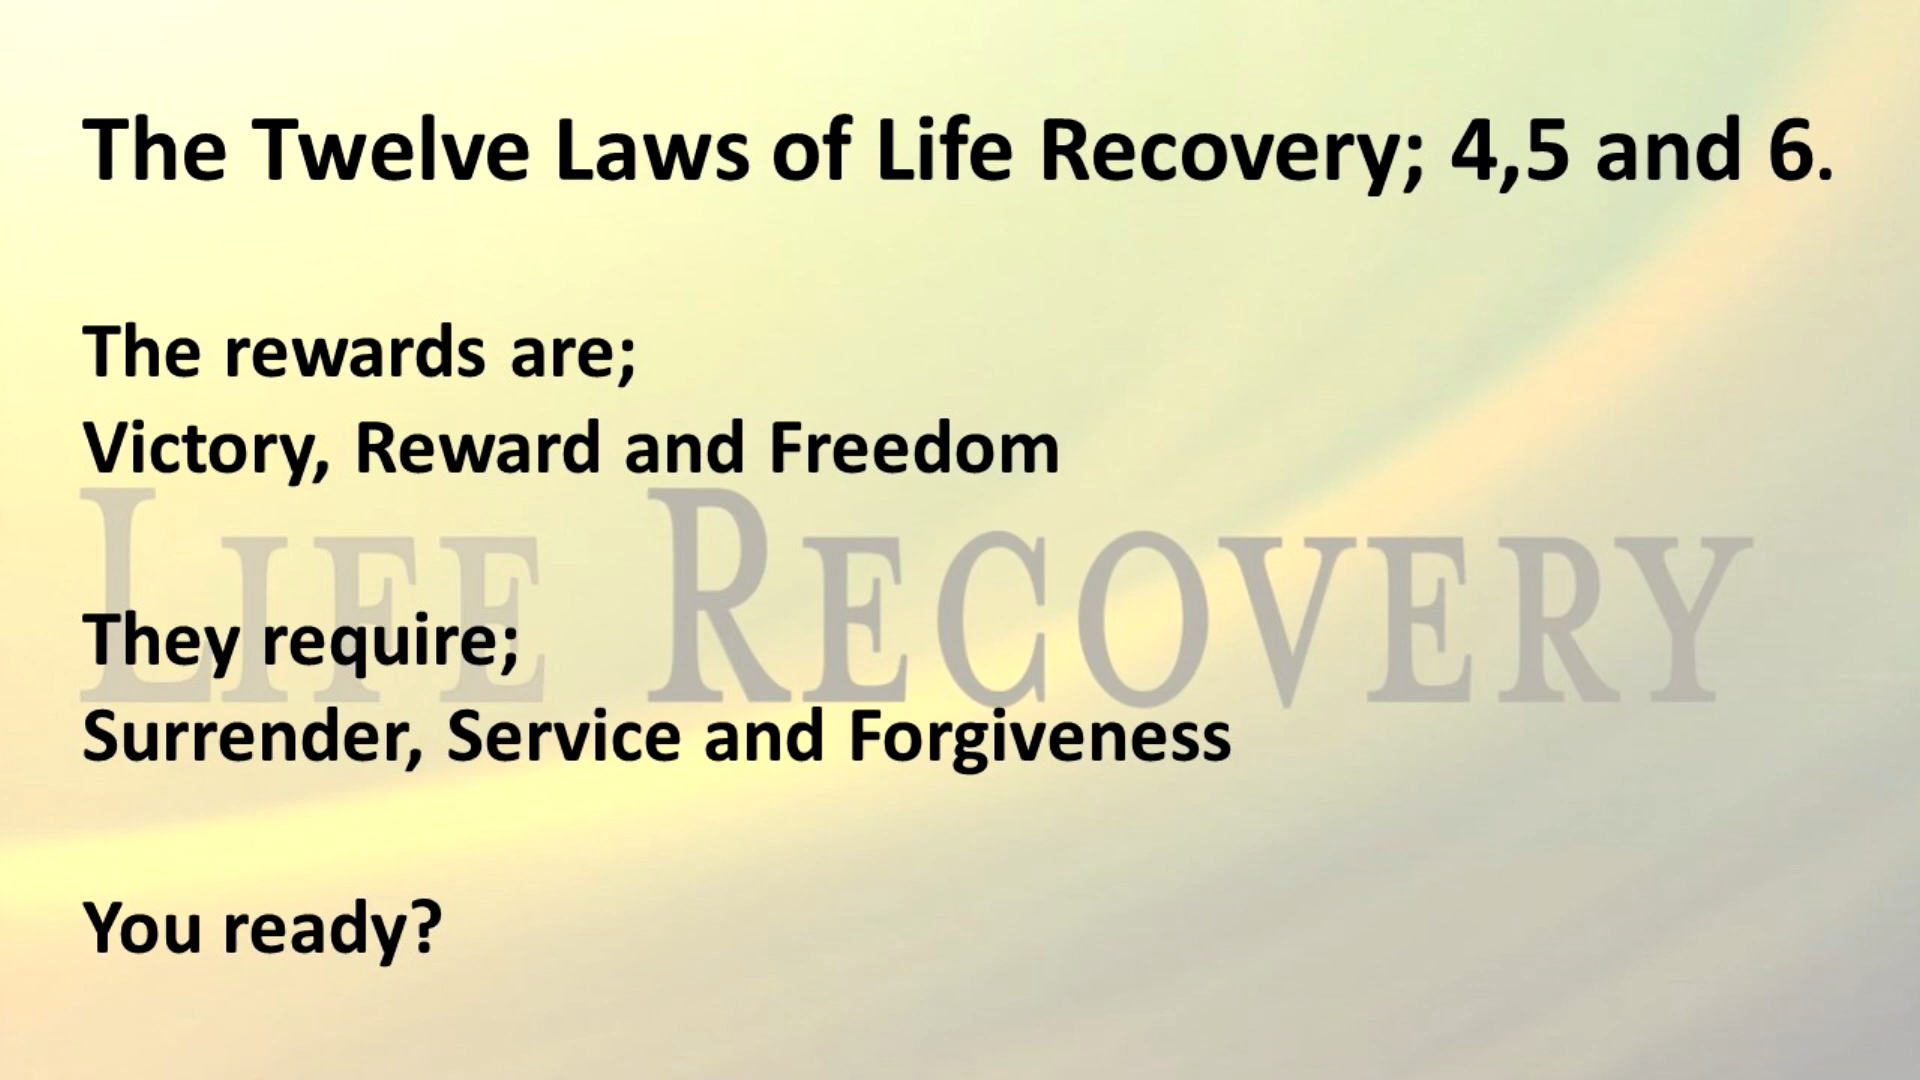 The Twelve Laws of Life Recovery; 4,5 and 6.
The rewards are;
Victory, Reward and Freedom
LIFE RECOVERY
They require;
Surrender, Service and Forgiveness
You ready?